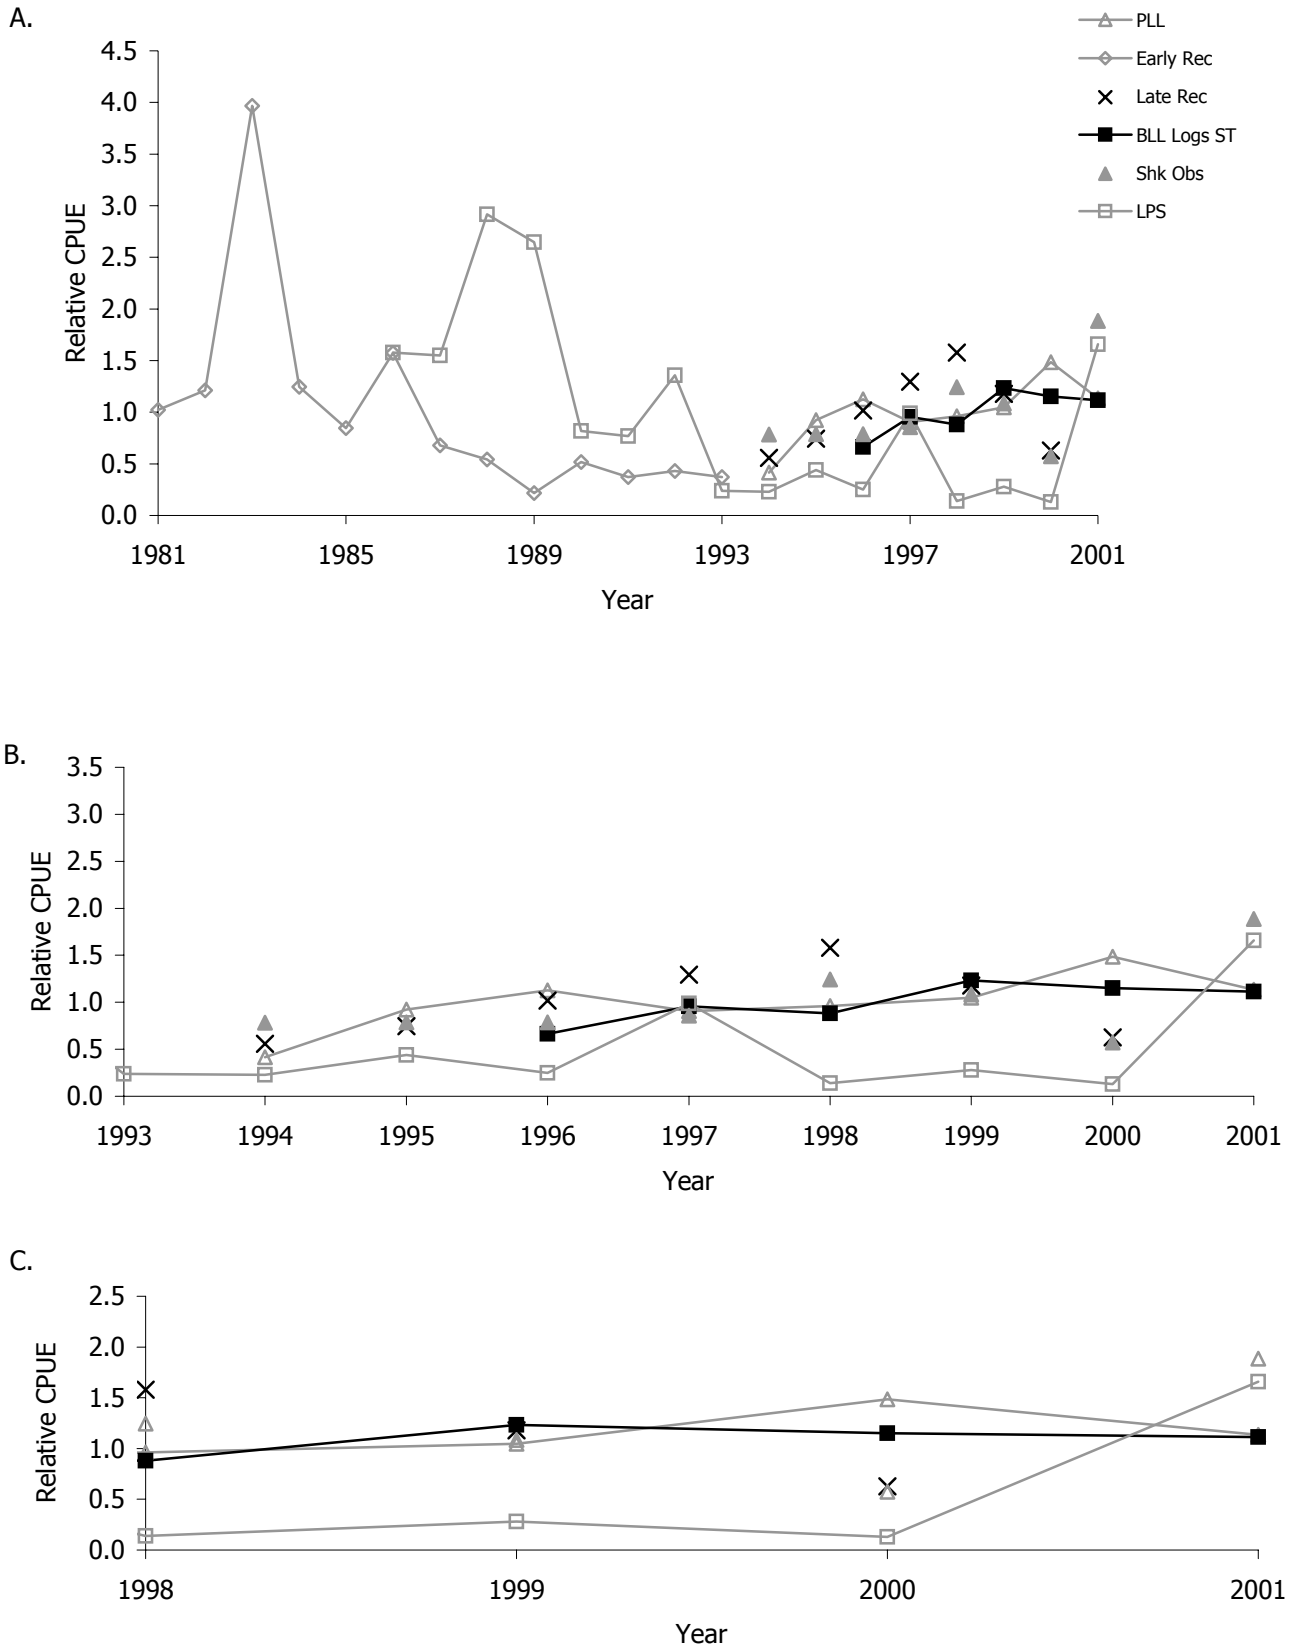 A.
PLL
Early Rec
Late Rec
BLL Logs ST
Shk Obs
LPS
4.5
4.0
3.5
3.0
2.5
2.0
1.5
1.0
0.5
0.0
Relative CPUE
1981 1985 1989 1993 1997 2001
Year
B.
3.5
3.0
2.5
2.0
1.5
1.0
0.5
0.0
Relative CPUE
1993 1994 1995 1996 1997 1998 1999 2000 2001
Year
C.
2.5
2.0
1.5
1.0
0.5
0.0
Relative CPUE
1998 1999 2000 2001
Year